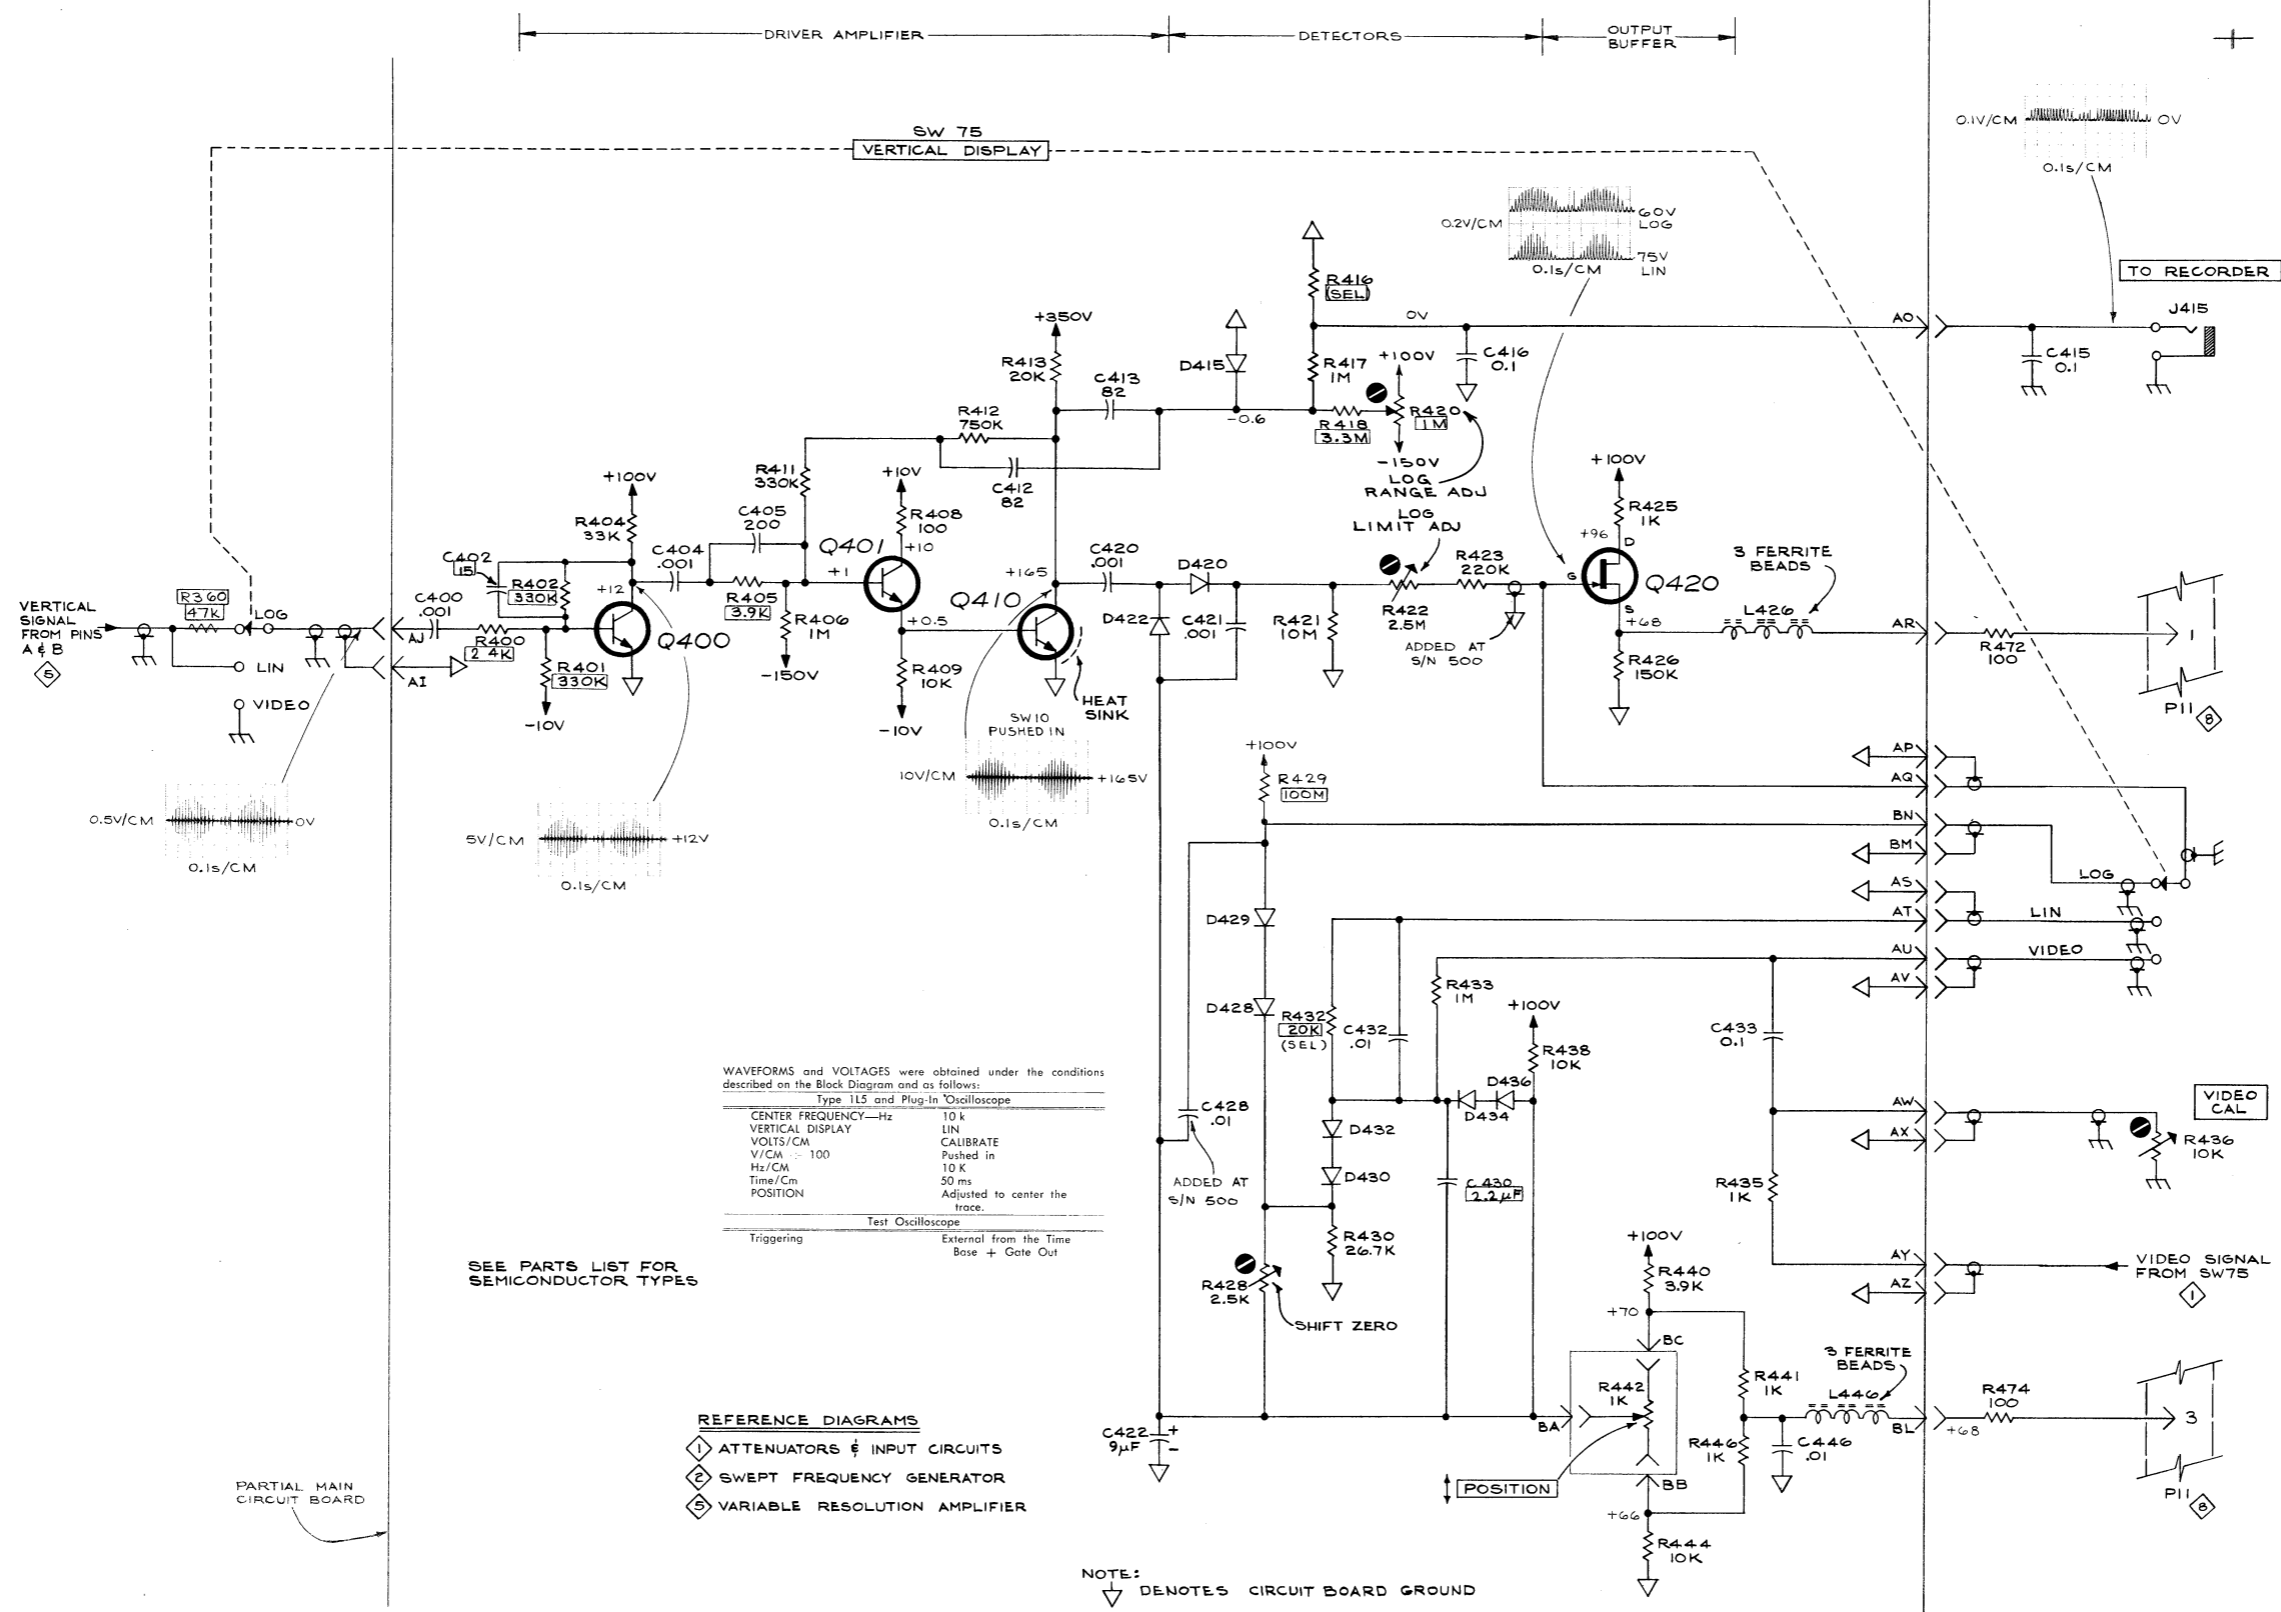 DRIVER AMPLIFIER
DETECTORS
OUTPUT
BUFFER
SW 75
VERTICAL DISPLAY
0.1V/CM
0V
0.1s/CM
TO RECORDER
J415
0.2V/CM
60V
LOG
75V
LIN
0.1s/CM
R416
(SEL)
0V
AO
C415
0.1
+350V
R413
20K
C413
82
D415
R417
1M
+100V
C416
0.1
R420
1M
-0.6
R418
3.3M
-150V
LOG
RANGE ADJ
R412
750K
C412
82
R411
330K
+10V
R408
100
+100V
R404
33K
C405
200
Q401
+10
+1
C404
.001
R405
3.9K
R406
1M
-150V
+0.5
R409
10K
-10V
C402
15
R402
330K
+12
C400
.001
R360
47K
LOG
LIN
VIDEO
VERTICAL
SIGNAL
FROM PINS
A & B
5
AJ
AI
R400
2.4K
R401
330K
-10V
Q400
Q410
+165
HEAT
SINK
C420
.001
D420
D422
C421
.001
R421
10M
LOG
LIMIT ADJ
R422
2.5M
R423
220K
ADDED AT
S/N 500
+100V
R425
1K
+96
D
G
S
Q420
+68
R426
150K
3 FERRITE
BEADS
L426
AR
R472
100
1
P11
8
0.5V/CM
0V
0.1s/CM
5V/CM
+12V
0.1s/CM
SW10
PUSHED IN
10V/CM
+165V
0.1s/CM
+100V
R429
100M
AP
AQ
BN
BM
AS
AT
AU
AV
LOG
LIN
VIDEO
D429
D428
R432
20K
(SEL)
C432
.01
R433
1M
+100V
R438
10K
D436
D434
C433
0.1
C428
.01
ADDED AT
S/N 500
D432
D430
C430
2.2µF
R430
26.7K
R428
2.5K
SHIFT ZERO
AW
AX
VIDEO
CAL
R436
10K
R435
1K
AY
AZ
VIDEO SIGNAL
FROM SW75
1
WAVEFORMS and VOLTAGES were obtained under the conditions
described on the Block Diagram and as follows:
Type 1L5 and Plug-In Oscilloscope
CENTER FREQUENCY—Hz 10 k
VERTICAL DISPLAY LIN
VOLTS/CM CALIBRATE
V/CM ÷ 100 Pushed in
Hz/CM 10 K
Time/Cm 50 ms
POSITION Adjusted to center the
trace.
Test Oscilloscope
Triggering External from the Time
Base + Gate Out
SEE PARTS LIST FOR
SEMICONDUCTOR TYPES
+100V
R440
3.9K
+70
BC
R442
1K
BA
BB
POSITION
+66
R444
10K
R441
1K
R446
1K
C446
.01
3 FERRITE
BEADS
L446
BL
+68
R474
100
3
P11
8
C422
9µF
+
-
REFERENCE DIAGRAMS
1 ATTENUATORS & INPUT CIRCUITS
2 SWEPT FREQUENCY GENERATOR
5 VARIABLE RESOLUTION AMPLIFIER
PARTIAL MAIN
CIRCUIT BOARD
NOTE:
DENOTES CIRCUIT BOARD GROUND